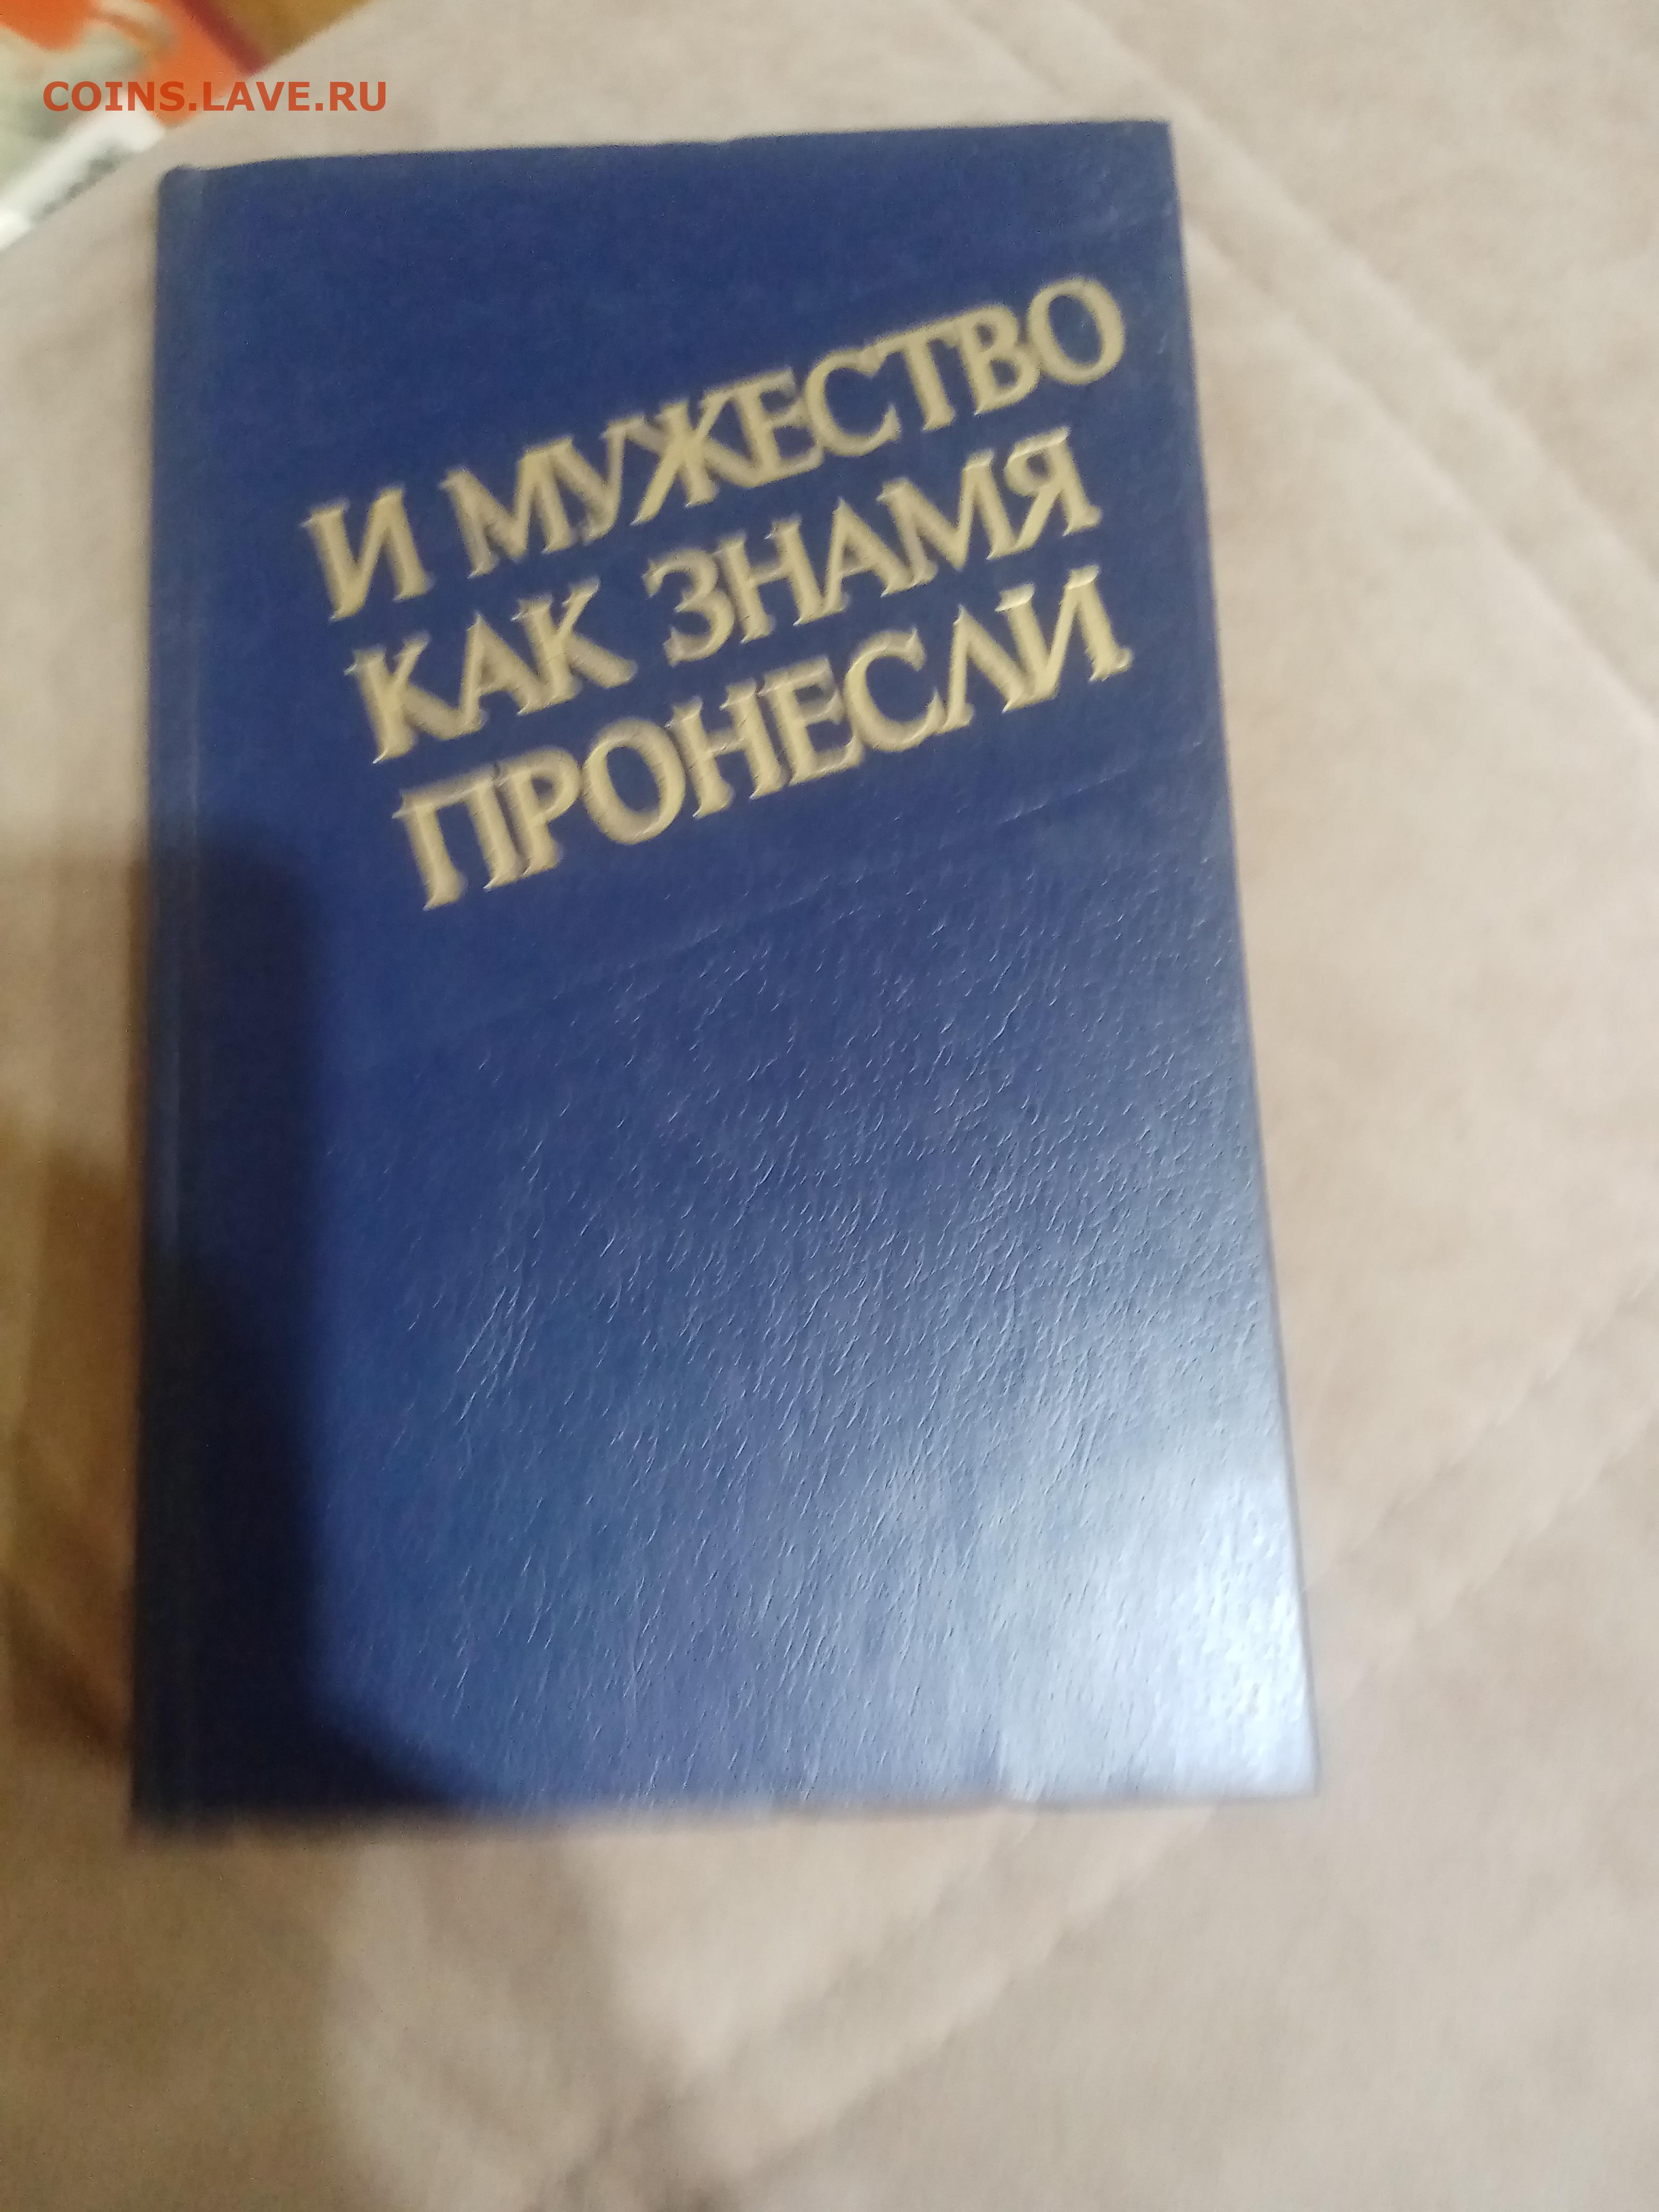 COINS.LAVE.RU
И МУЖЕСТВО
КАК ЗНАМЯ
ПРОНЕСЛИ